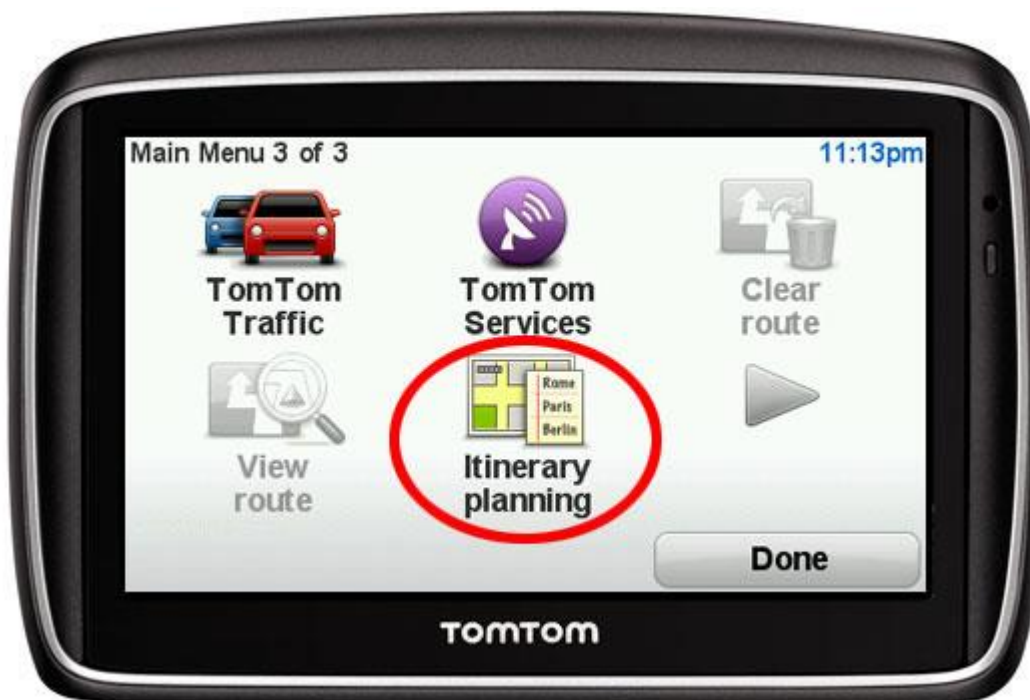 Main Menu 3 of 3
11:13pm
TomTom
Traffic
TomTom
Services
Clear
route
View
route
Rome
Paris
Berlin
Itinerary
planning
Done
TOMTOM